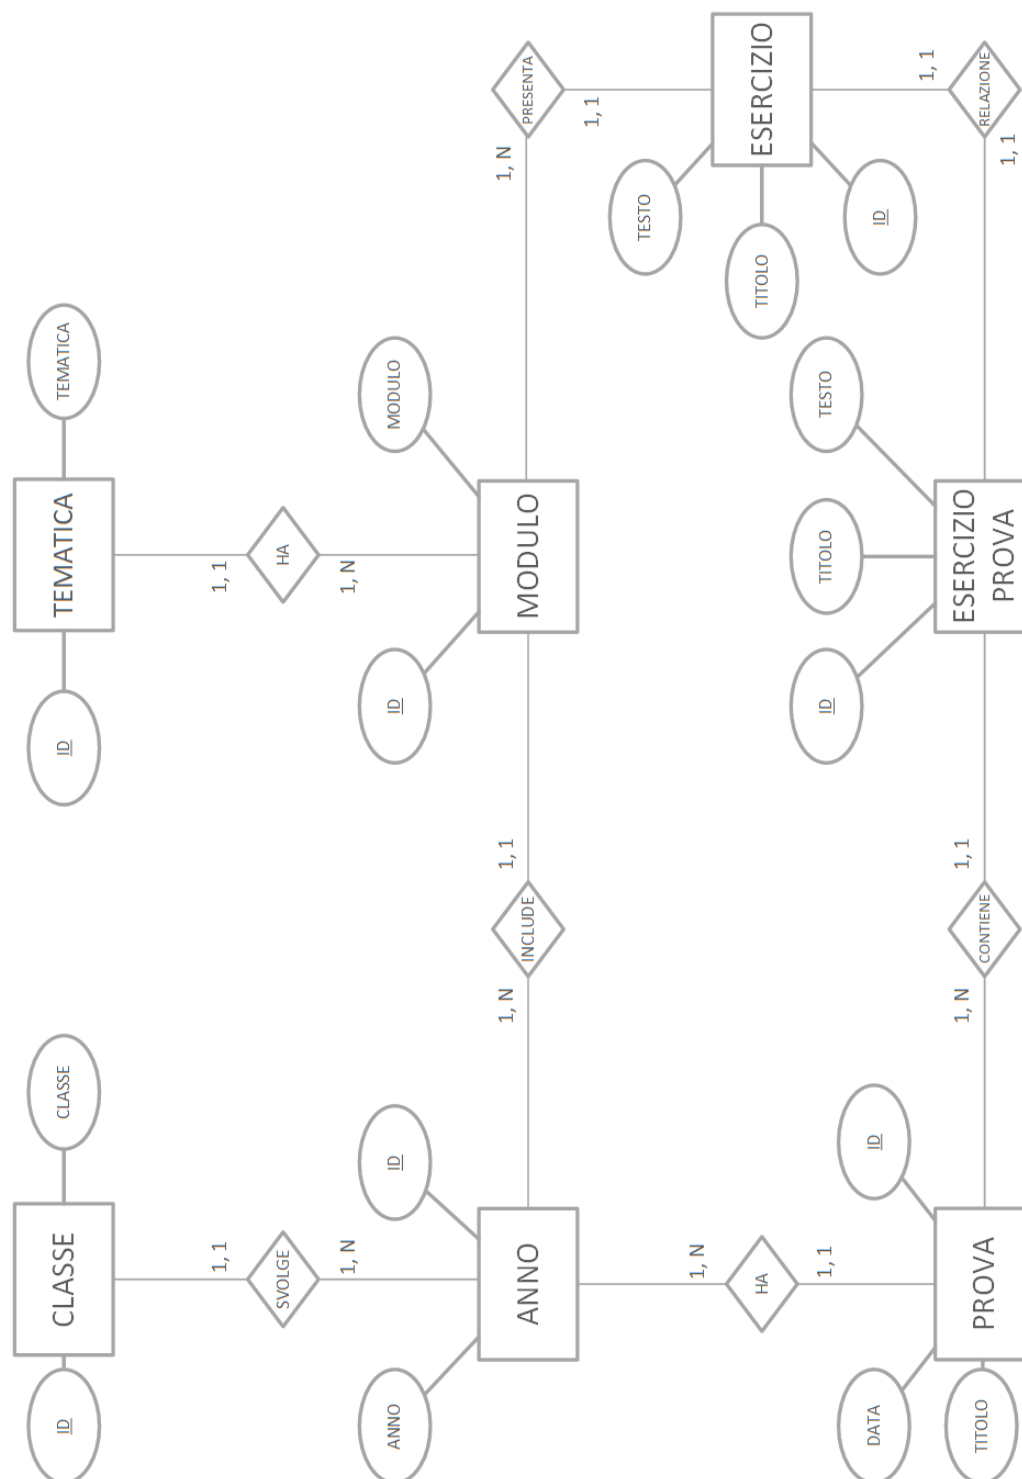 ID
CLASSE
CLASSE
ID
TEMATICA
TEMATICA
1, 1
1, 1
SVOLGE
HA
1, N
1, N
ANNO
ID
ID
MODULO
1, N
1, 1
1, N
ANNO
INCLUDE
MODULO
PRESENTA
1, 1
TESTO
1, N
HA
TITOLO
ESERCIZIO
1, 1
ID
TITOLO
TESTO
DATA
ID
ID
1, 1
1, N
1, 1
TITOLO
PROVA
CONTIENE
ESERCIZIO
PROVA
RELAZIONE
1, 1